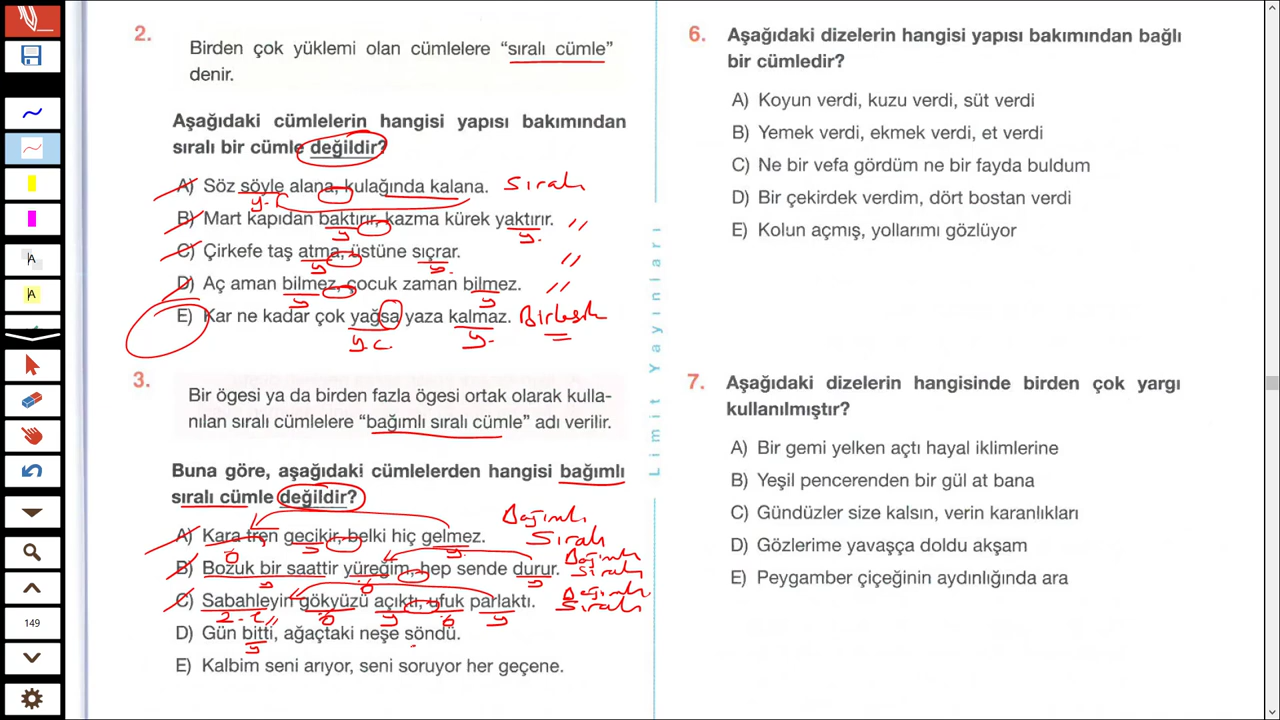 2.
Birden çok yüklemi olan cümlelere “sıralı cümle”
denir.
Aşağıdaki cümlelerin hangisi yapısı bakımından
sıralı bir cümle değildir?
A) Söz söyle alana, kulağında kalana. sıralı
y.
B) Mart kapıdan baktırır, kazma kürek yaktırır. "
y y.
C) Çirkefe taş atma, üstüne sıçrar. "
y y.
D) Aç aman bilmez, çocuk zaman bilmez. "
y y
E) Kar ne kadar çok yağsa yaza kalmaz. Birleşik
y.c. y.
3.
Bir ögesi ya da birden fazla ögesi ortak olarak kulla-
nılan sıralı cümlelere “bağımlı sıralı cümle” adı verilir.
Buna göre, aşağıdaki cümlelerden hangisi bağımlı
sıralı cümle değildir?
Bağımlı
A) Kara tren gecikir, belki hiç gelmez. Sıralı
ö y y.
Bağımlı
B) Bozuk bir saattir yüreğim, hep sende durur. Sıralı
y ö y
Bağımlı
C) Sabahleyin gökyüzü açıktı, ufuk parlaktı. Sıralı
z.t. ö y ö y
D) Gün bitti, ağaçtaki neşe söndü.
y
E) Kalbim seni arıyor, seni soruyor her geçene.
Limit Yayınları
6. Aşağıdaki dizelerin hangisi yapısı bakımından bağlı
bir cümledir?
A) Koyun verdi, kuzu verdi, süt verdi
B) Yemek verdi, ekmek verdi, et verdi
C) Ne bir vefa gördüm ne bir fayda buldum
D) Bir çekirdek verdim, dört bostan verdi
E) Kolun açmış, yollarımı gözlüyor
7. Aşağıdaki dizelerin hangisinde birden çok yargı
kullanılmıştır?
A) Bir gemi yelken açtı hayal iklimlerine
B) Yeşil pencerenden bir gül at bana
C) Gündüzler size kalsın, verin karanlıkları
D) Gözlerime yavaşça doldu akşam
E) Peygamber çiçeğinin aydınlığında ara
A
A
149